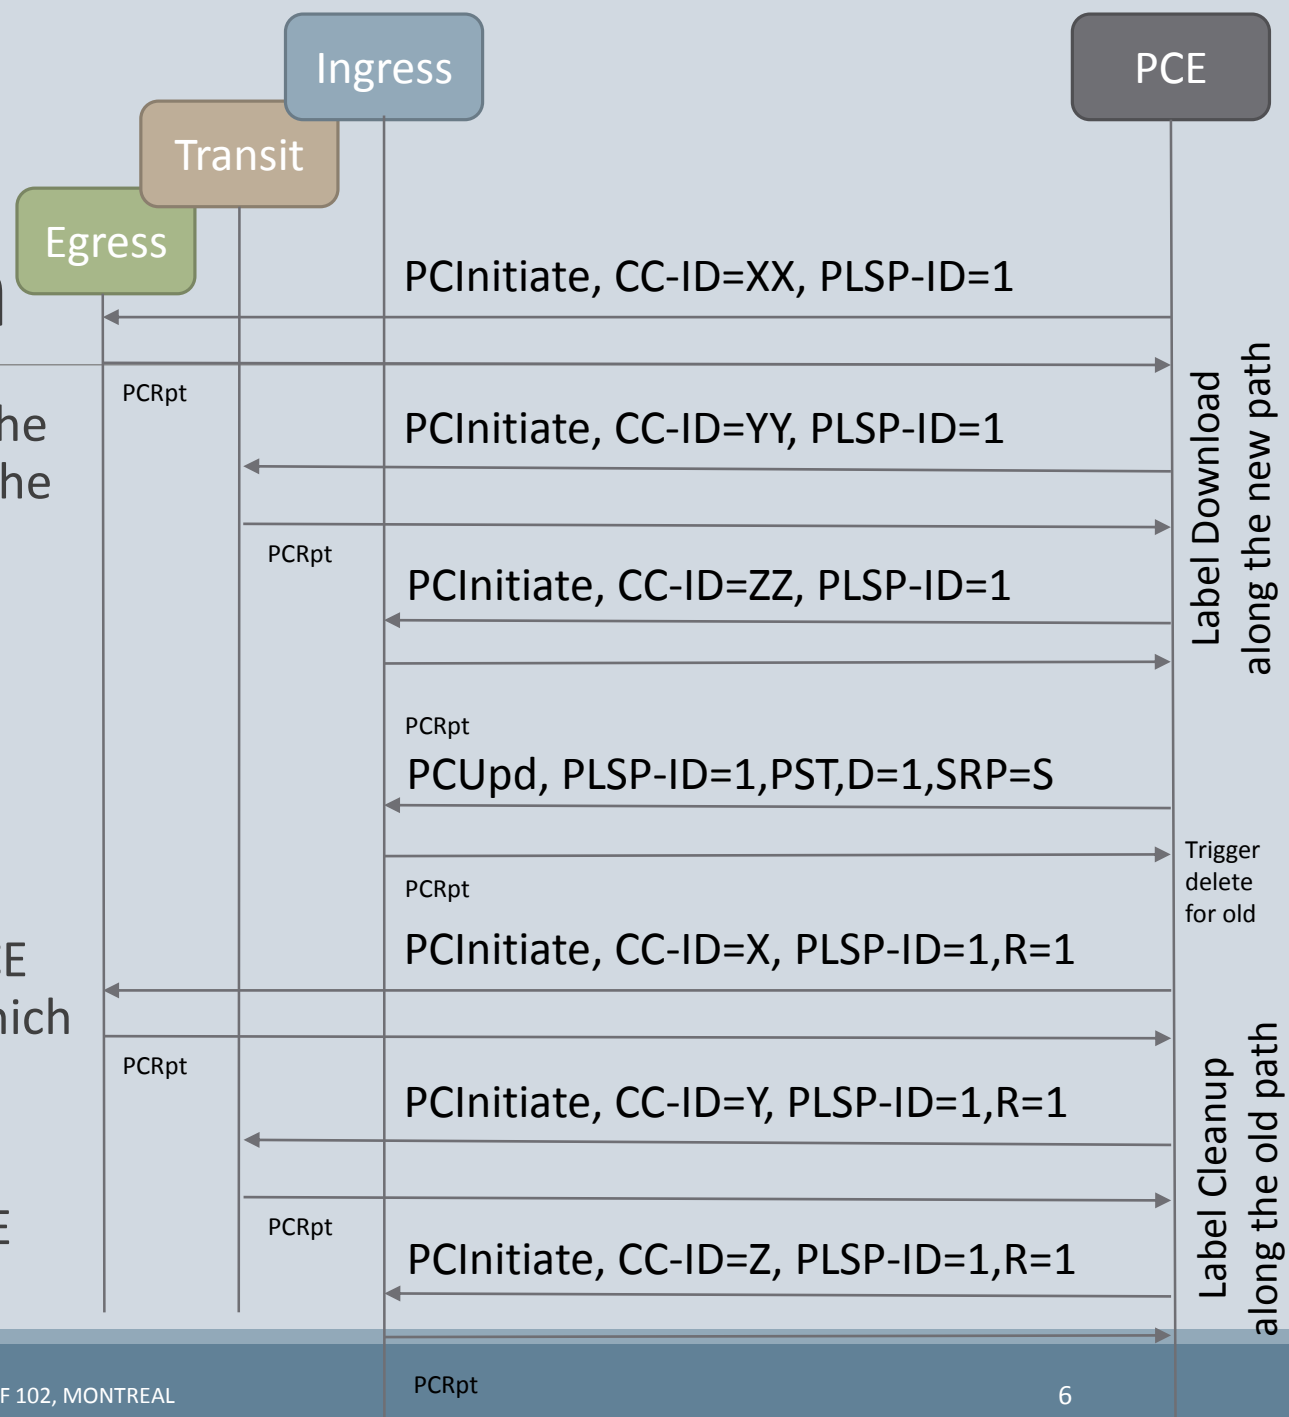 Ingress
PCE
Transit
Egress
PCInitiate, CC-ID=XX, PLSP-ID=1
PCRpt
he
PCInitiate, CC-ID=YY, PLSP-ID=1
he
PCRpt
PCInitiate, CC-ID=ZZ, PLSP-ID=1
Label Download
along the new path
PCRpt
PCUpd, PLSP-ID=1,PST,D=1,SRP=S
Trigger
delete
for old
PCRpt
PCInitiate, CC-ID=X, PLSP-ID=1,R=1
hich
PCRpt
PCInitiate, CC-ID=Y, PLSP-ID=1,R=1
PCRpt
E
PCInitiate, CC-ID=Z, PLSP-ID=1,R=1
Label Cleanup
along the old path
PCRpt
F 102, MONTREAL
6